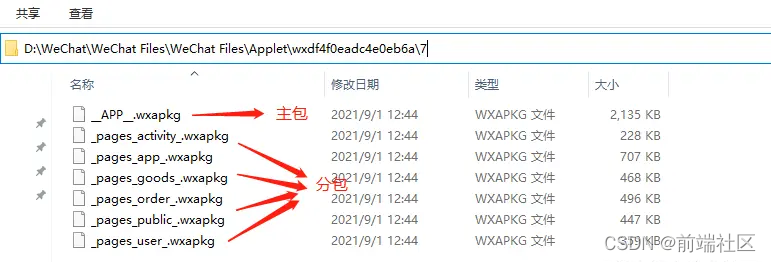 共享 查看
D:\WeChat\WeChat Files\WeChat Files\Applet\wxdf4f0eadc4e0eb6a\7
名称 修改日期 类型 大小
__APP__.wxapkg 主包 2021/9/1 12:44 WXAPKG 文件 2,135 KB
_pages_activity_.wxapkg 2021/9/1 12:44 WXAPKG 文件 228 KB
_pages_app_.wxapkg 2021/9/1 12:44 WXAPKG 文件 707 KB
_pages_goods_.wxapkg 分包 2021/9/1 12:44 WXAPKG 文件 468 KB
_pages_order_.wxapkg 2021/9/1 12:44 WXAPKG 文件 496 KB
_pages_public_.wxapkg 2021/9/1 12:44 WXAPKG 文件 447 KB
_pages_user_.wxapkg 2021/9/1 12:44 WXAPKG 文件 359 KB
CSDN @前端社区